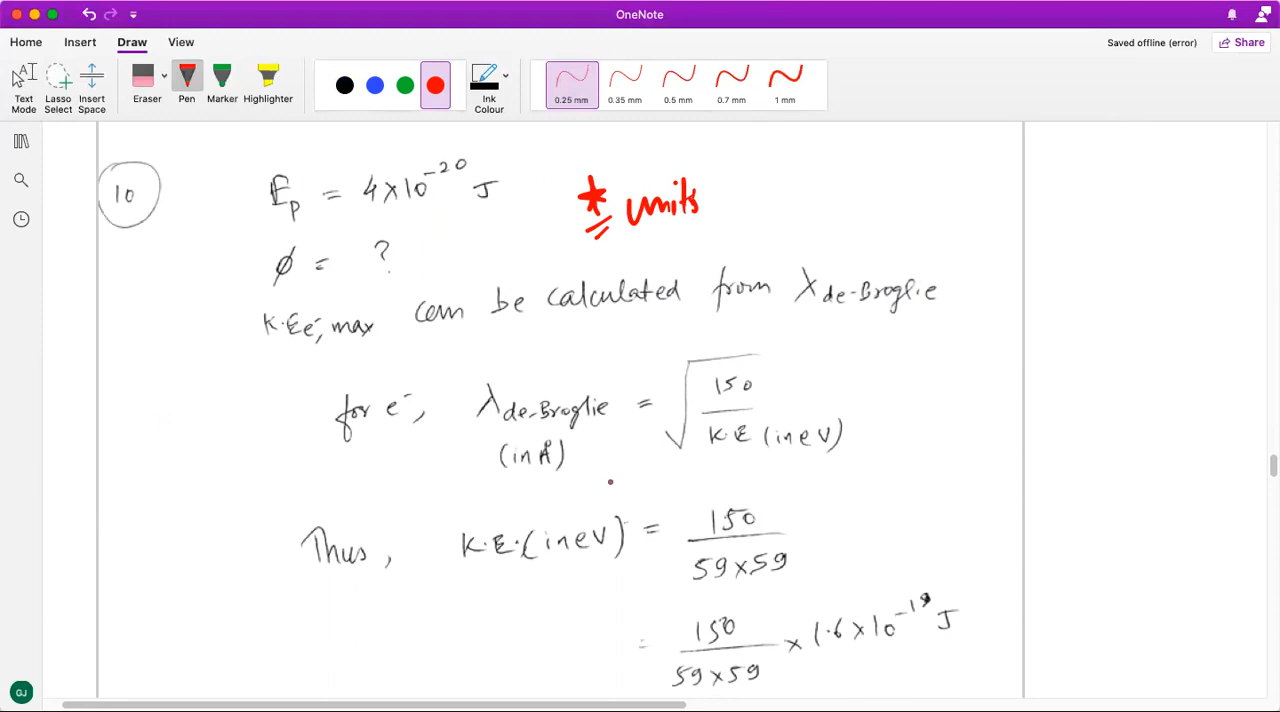 OneNote
Home Insert Draw View
Saved offline (error) Share
Text Mode
Lasso Select
Insert Space
Eraser
Pen
Marker
Highlighter
Ink Colour
0.25 mm
0.35 mm
0.5 mm
0.7 mm
1 mm
10
Ep = 4×10⁻²⁰ J * units
φ = ?
K.E e⁻, max can be calculated from λ de-Broglie
for e⁻, λ de-Broglie (in Å) = √(150 / K.E (in eV))
Thus, K.E.(in eV) = 150 / 59×59
= 150 / 59×59 × 1.6×10⁻¹⁹ J
GJ